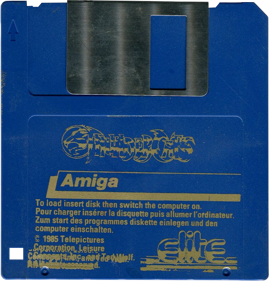 Thundercats
Amiga
To load insert disk then switch the computer on.
Pour charger insérer la disquette puis allumer l'ordinateur.
Zum start des programmes diskette einlegen und den
computer einschalten.
© 1985 Telepictures
Corporation Leisure
elite